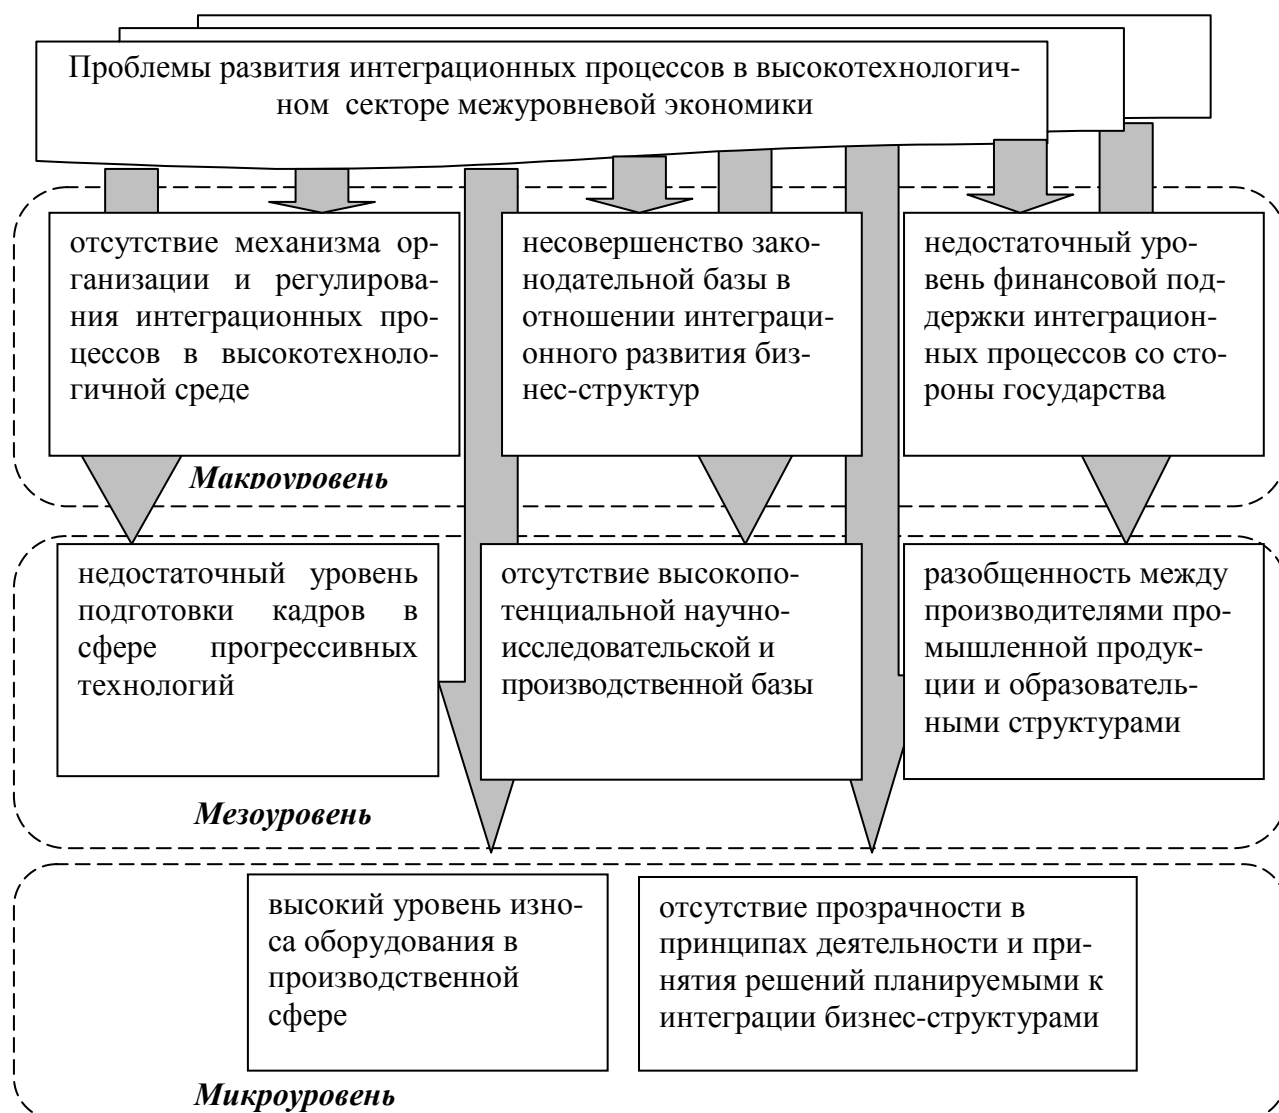 Проблемы развития интеграционных процессов в высокотехнологич-
ном секторе межуровневой экономики
отсутствие механизма ор-
ганизации и регулирова-
ния интеграционных про-
цессов в высокотехноло-
гичной среде
несовершенство зако-
нодательной базы в
отношении интеграци-
онного развития биз-
нес-структур
недостаточный уро-
вень финансовой под-
держки интеграцион-
ных процессов со сто-
роны государства
Макроуровень
недостаточный уровень
подготовки кадров в
сфере прогрессивных
технологий
отсутствие высокопо-
тенциальной научно-
исследовательской и
производственной базы
разобщенность между
производителями про-
мышленной продук-
ции и образователь-
ными структурами
Мезоуровень
высокий уровень изно-
са оборудования в
производственной
сфере
отсутствие прозрачности в
принципах деятельности и при-
нятия решений планируемыми к
интеграции бизнес-структурами
Микроуровень